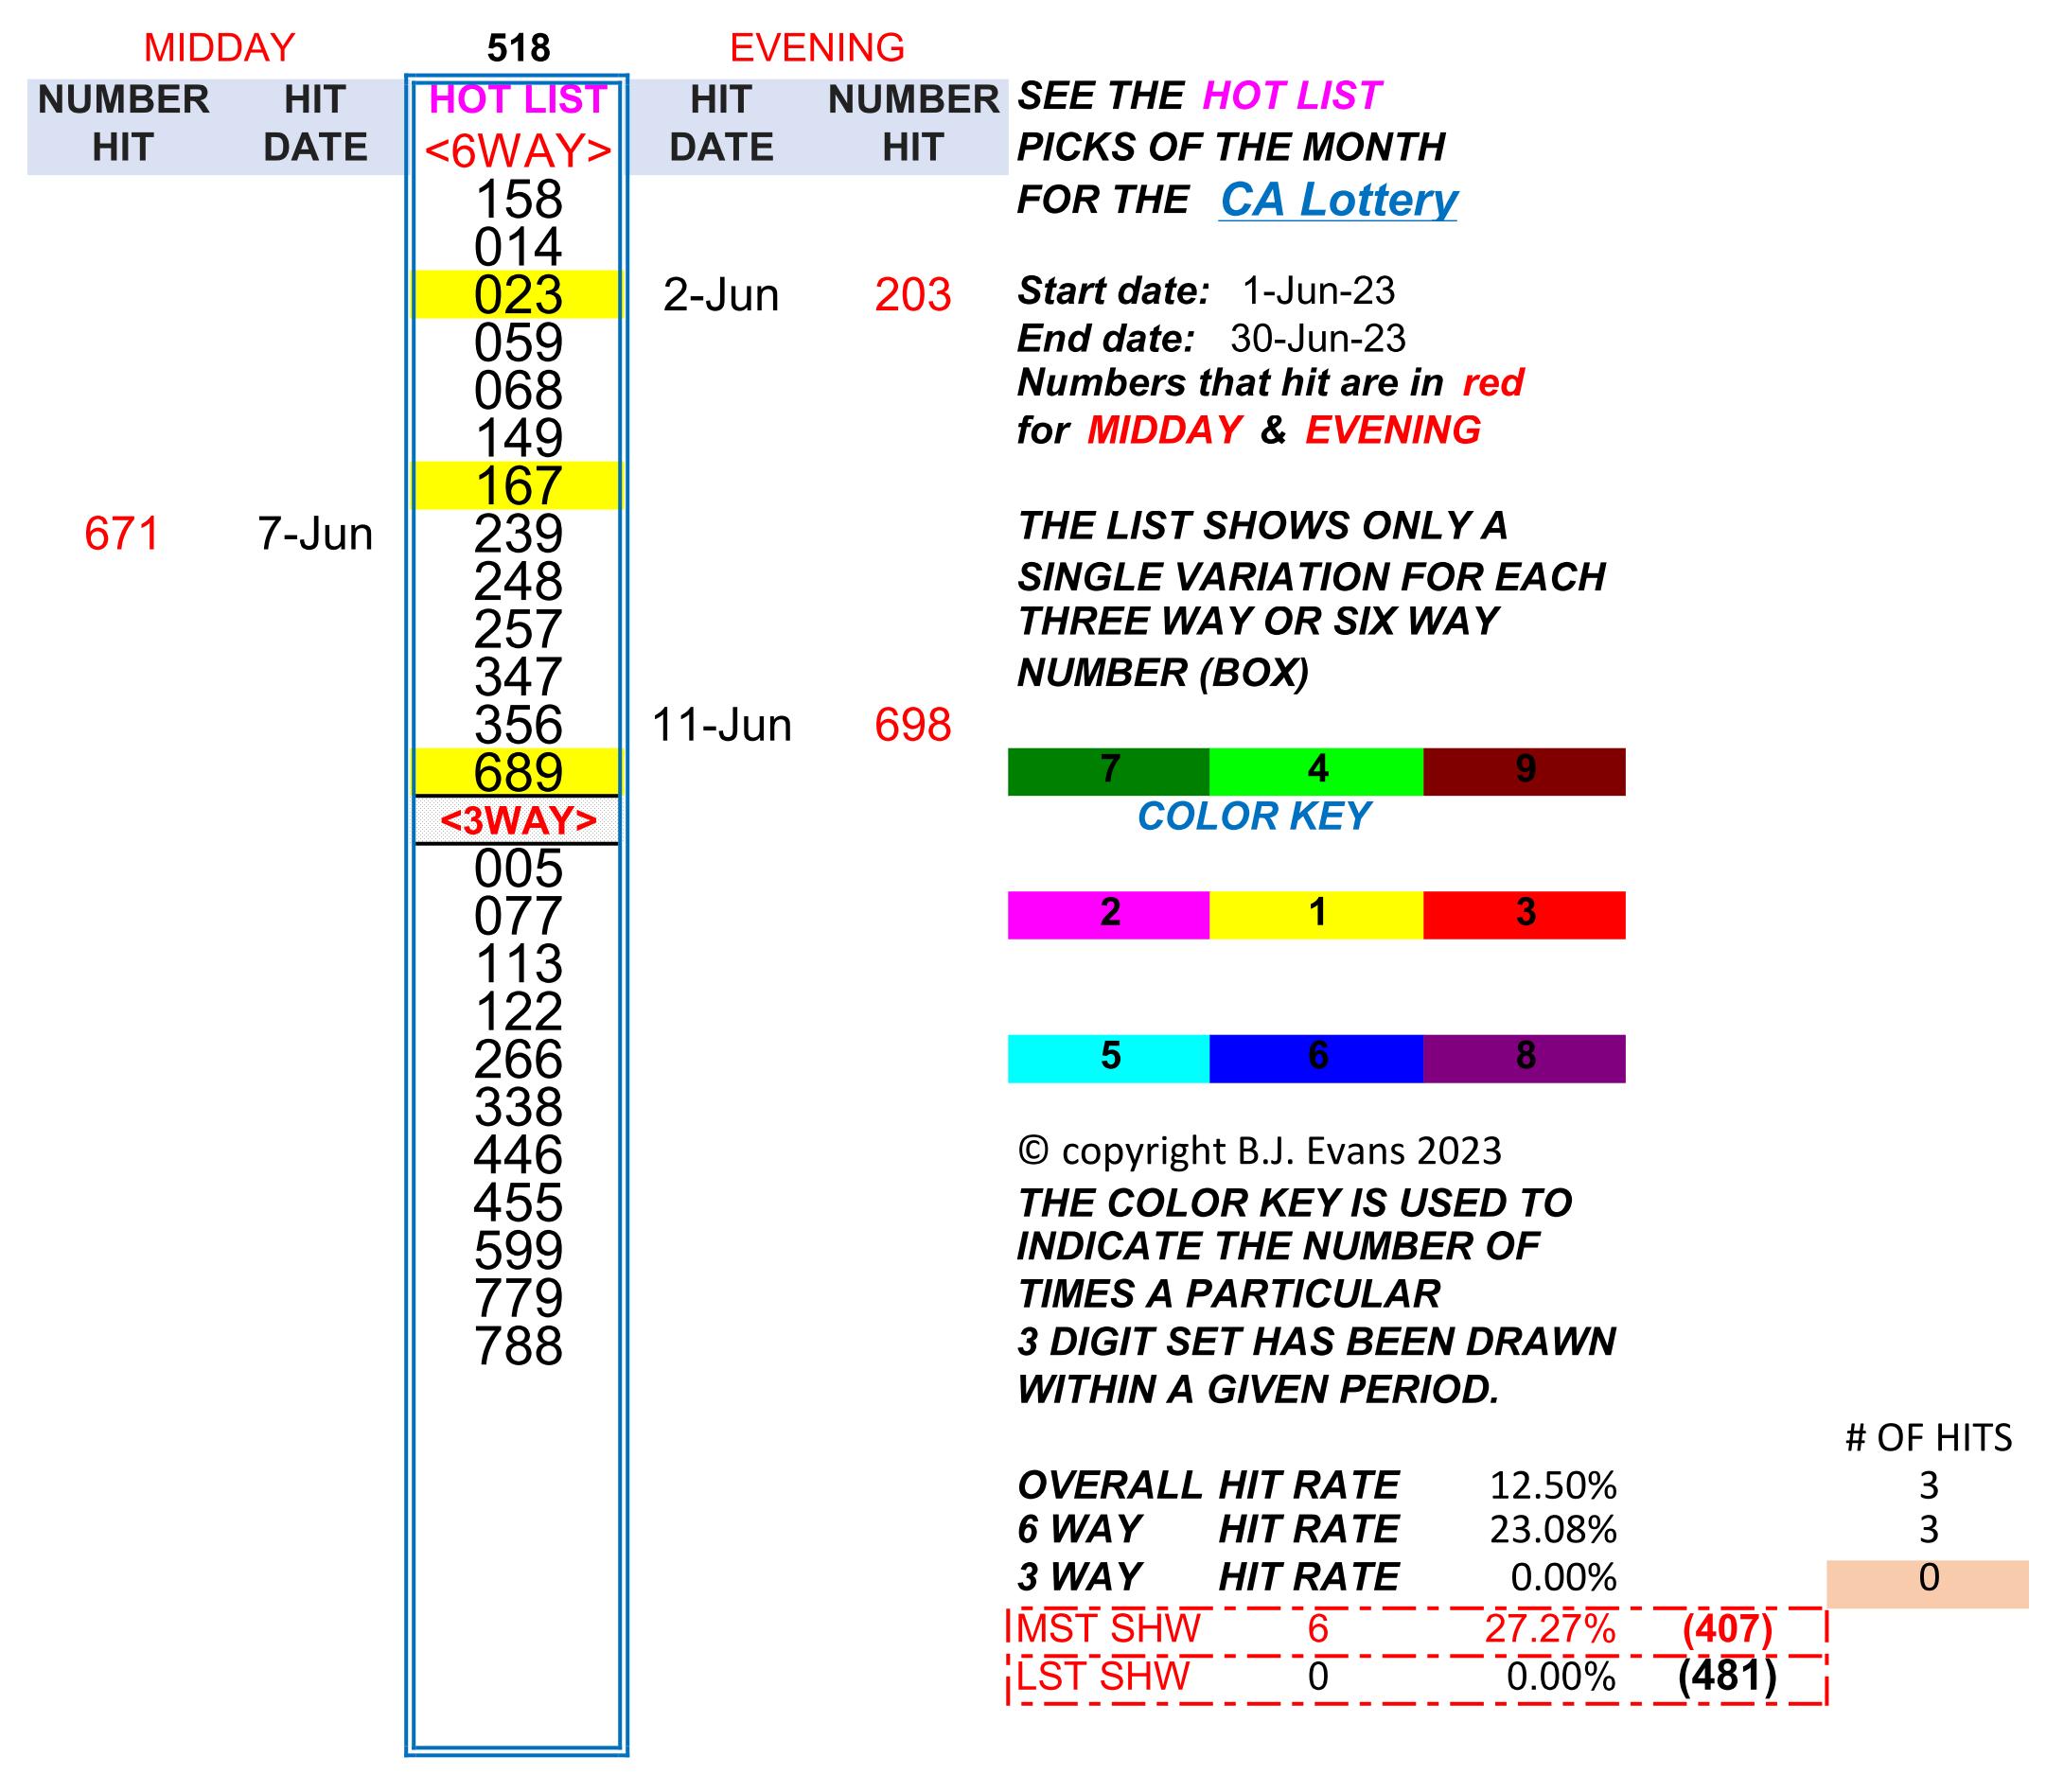 MIDDAY 518 EVENING
NUMBER HIT HOT LIST HIT NUMBER SEE THE HOT LIST
HIT DATE <6WAY> DATE HIT PICKS OF THE MONTH
158 FOR THE CA Lottery
014
023 2-Jun 203 Start date: 1-Jun-23
059 End date: 30-Jun-23
068 Numbers that hit are in red
149 for MIDDAY & EVENING
167
671 7-Jun 239 THE LIST SHOWS ONLY A
248 SINGLE VARIATION FOR EACH
257 THREE WAY OR SIX WAY
347 NUMBER (BOX)
356 11-Jun 698
689 7 4 9
<3WAY> COLOR KEY
005
077 2 1 3
113
122
266 5 6 8
338
446 © copyright B.J. Evans 2023
455 THE COLOR KEY IS USED TO
599 INDICATE THE NUMBER OF
779 TIMES A PARTICULAR
788 3 DIGIT SET HAS BEEN DRAWN
WITHIN A GIVEN PERIOD.
# OF HITS
OVERALL HIT RATE 12.50% 3
6 WAY HIT RATE 23.08% 3
3 WAY HIT RATE 0.00% 0
MST SHW 6 27.27% (407)
LST SHW 0 0.00% (481)